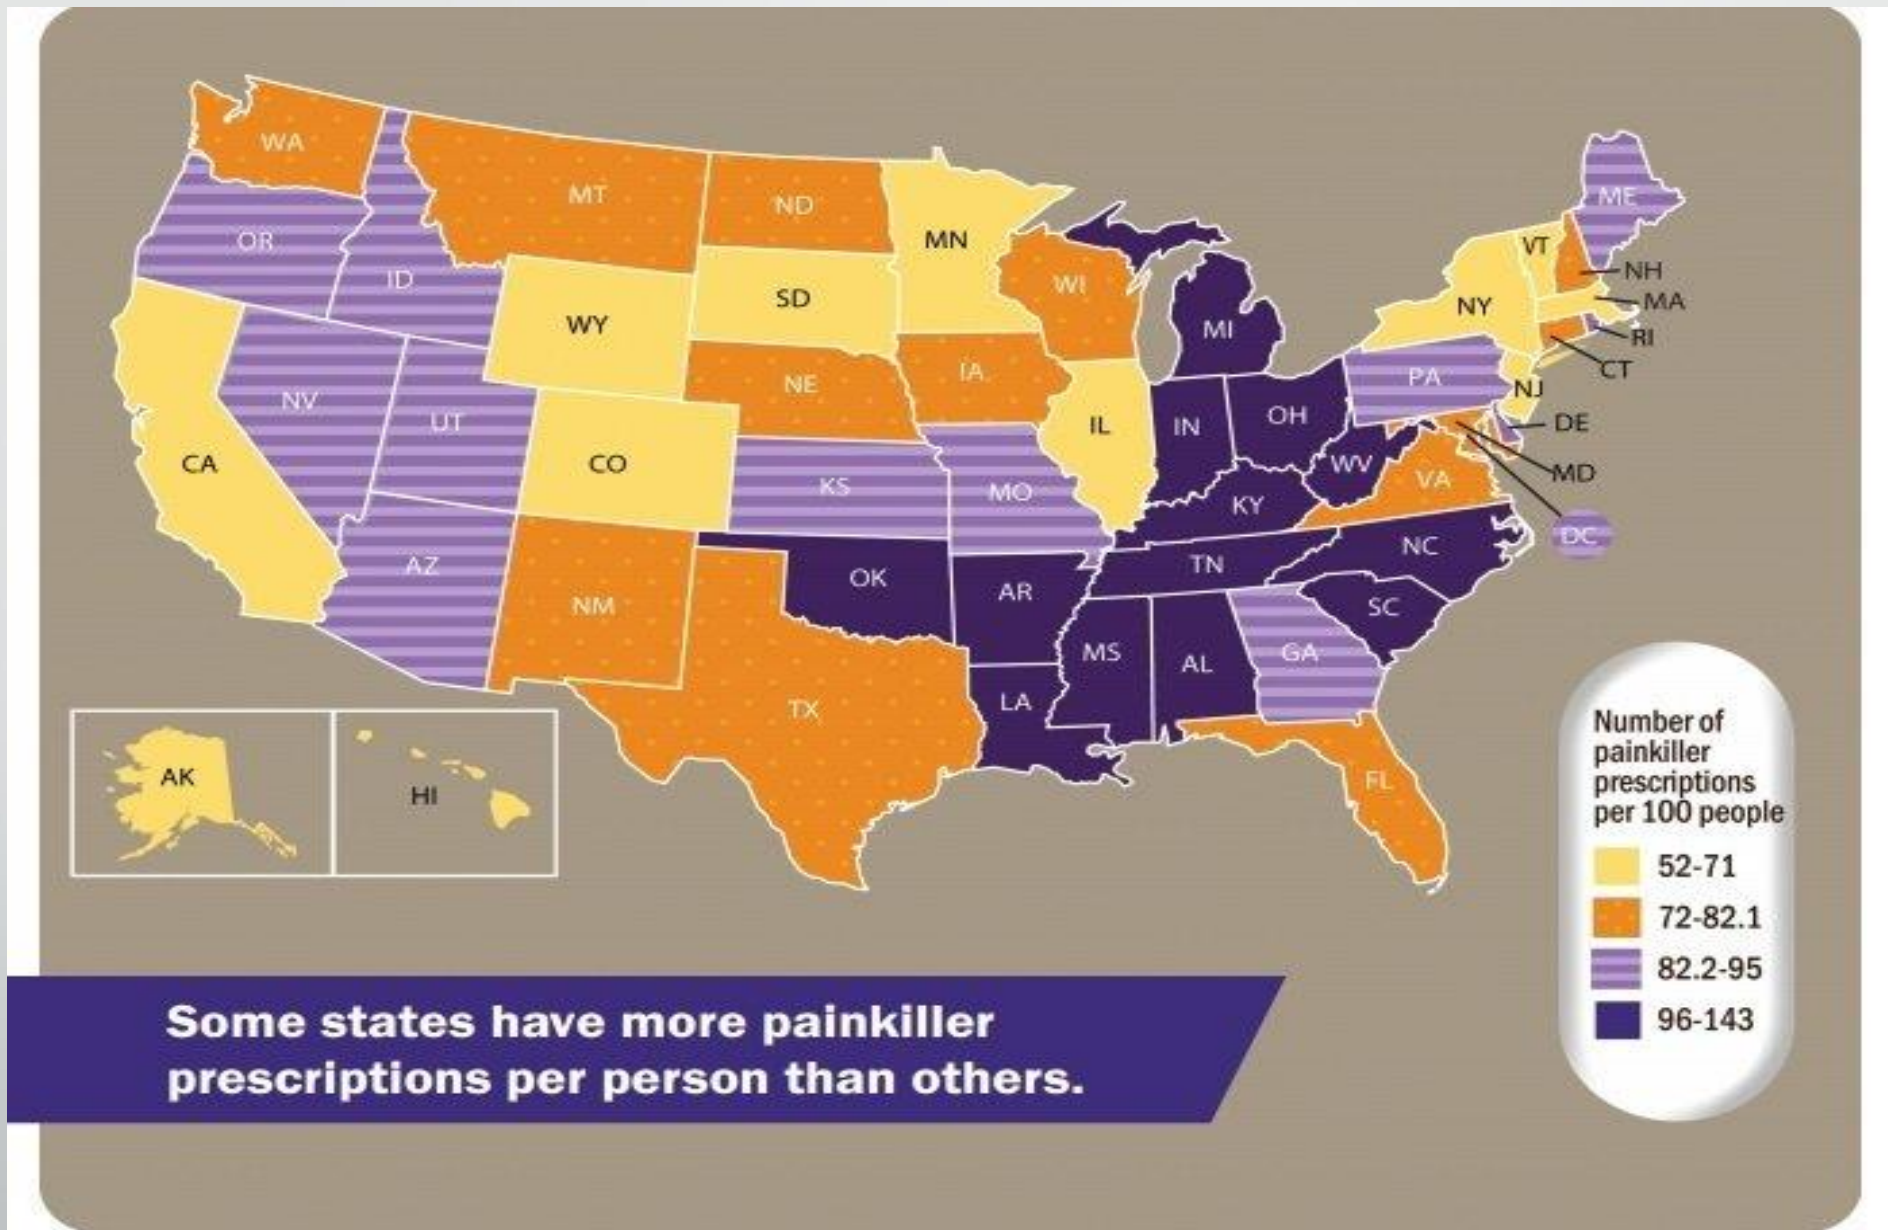 WA
MT
ND
MN
ME
VT
NH
OR
ID
WY
SD
WI
MI
NY
MA
RI
CT
NE
IA
PA
NJ
NV
UT
CO
IL
IN
OH
DE
CA
KS
MO
WV
VA
MD
KY
DC
AZ
NM
OK
AR
TN
NC
SC
TX
LA
MS
AL
GA
FL
AK
HI
Number of
painkiller
prescriptions
per 100 people
52-71
72-82.1
82.2-95
96-143
Some states have more painkiller
prescriptions per person than others.